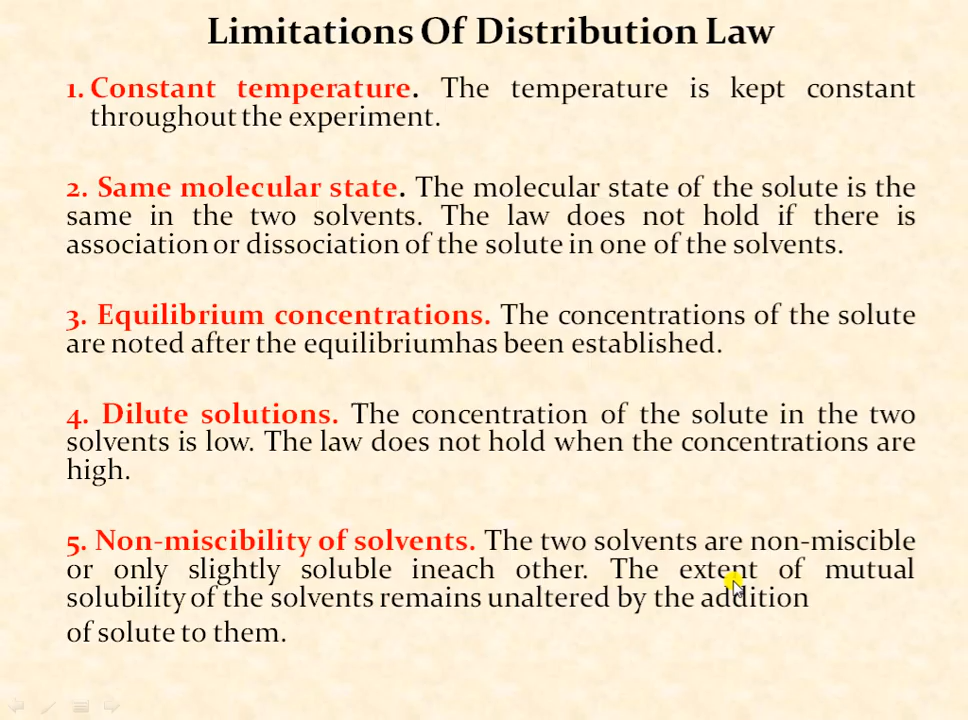 Limitations Of Distribution Law
1. Constant temperature. The temperature is kept constant
throughout the experiment.
2. Same molecular state. The molecular state of the solute is the
same in the two solvents. The law does not hold if there is
association or dissociation of the solute in one of the solvents.
3. Equilibrium concentrations. The concentrations of the solute
are noted after the equilibriumhas been established.
4. Dilute solutions. The concentration of the solute in the two
solvents is low. The law does not hold when the concentrations are
high.
5. Non-miscibility of solvents. The two solvents are non-miscible
or only slightly soluble ineach other. The extent of mutual
solubility of the solvents remains unaltered by the addition
of solute to them.